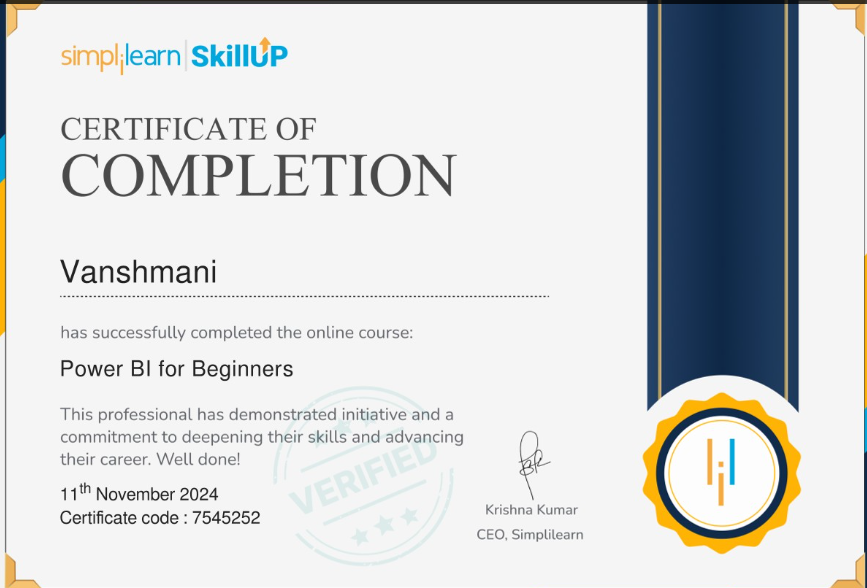 simplilearn | SkillUP
CERTIFICATE OF
COMPLETION
Vanshmani
has successfully completed the online course:
Power BI for Beginners
This professional has demonstrated initiative and a
commitment to deepening their skills and advancing
their career. Well done!
VERIFIED
11th November 2024
Certificate code : 7545252
Krishna Kumar
CEO, Simplilearn